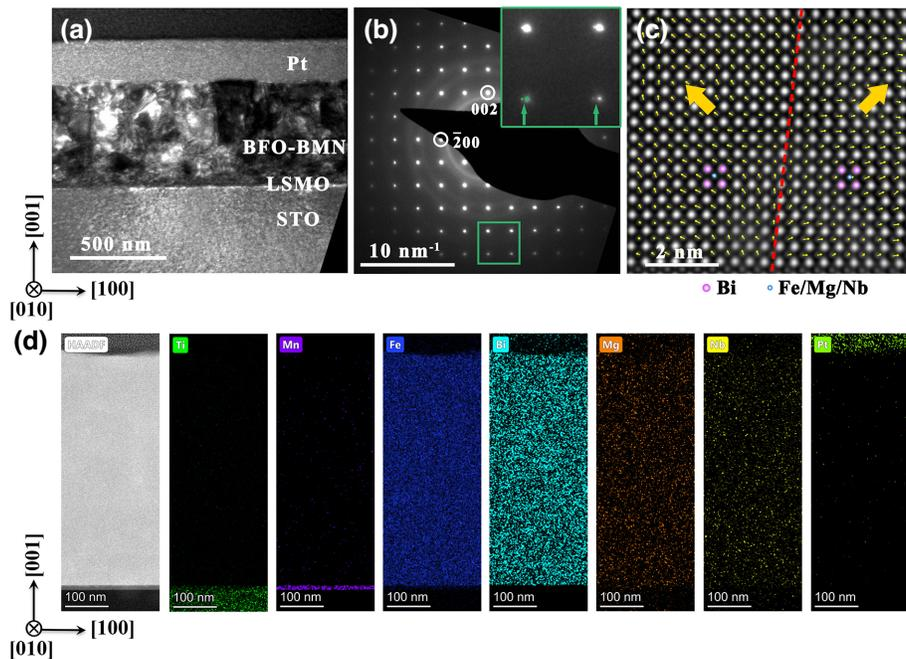 (a)
Pt
BFO-BMN
LSMO
STO
500 nm
[001]
[100]
[010]
(b)
002
2̄00
10 nm⁻¹
(c)
2 nm
Bi
Fe/Mg/Nb
(d)
HAADF
Ti
Mn
Fe
Bi
Mg
Nb
Pt
100 nm
100 nm
100 nm
100 nm
100 nm
100 nm
100 nm
100 nm
[001]
[100]
[010]